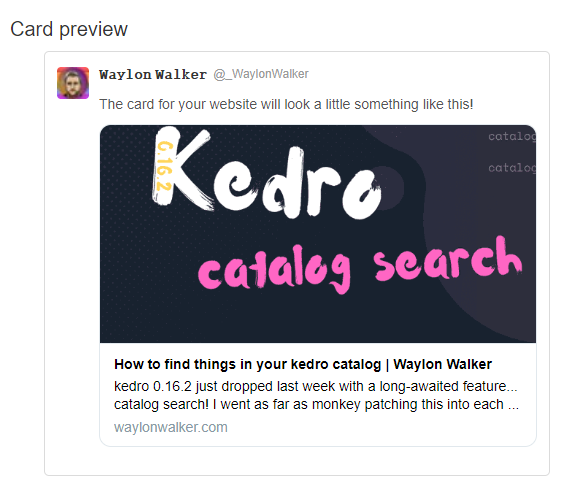 Card preview
Waylon Walker @_WaylonWalker
The card for your website will look a little something like this!
Kedro
0.16.2
catalog
catalog
catalog search
How to find things in your kedro catalog | Waylon Walker
kedro 0.16.2 just dropped last week with a long-awaited feature...
catalog search! I went as far as monkey patching this into each ...
waylonwalker.com